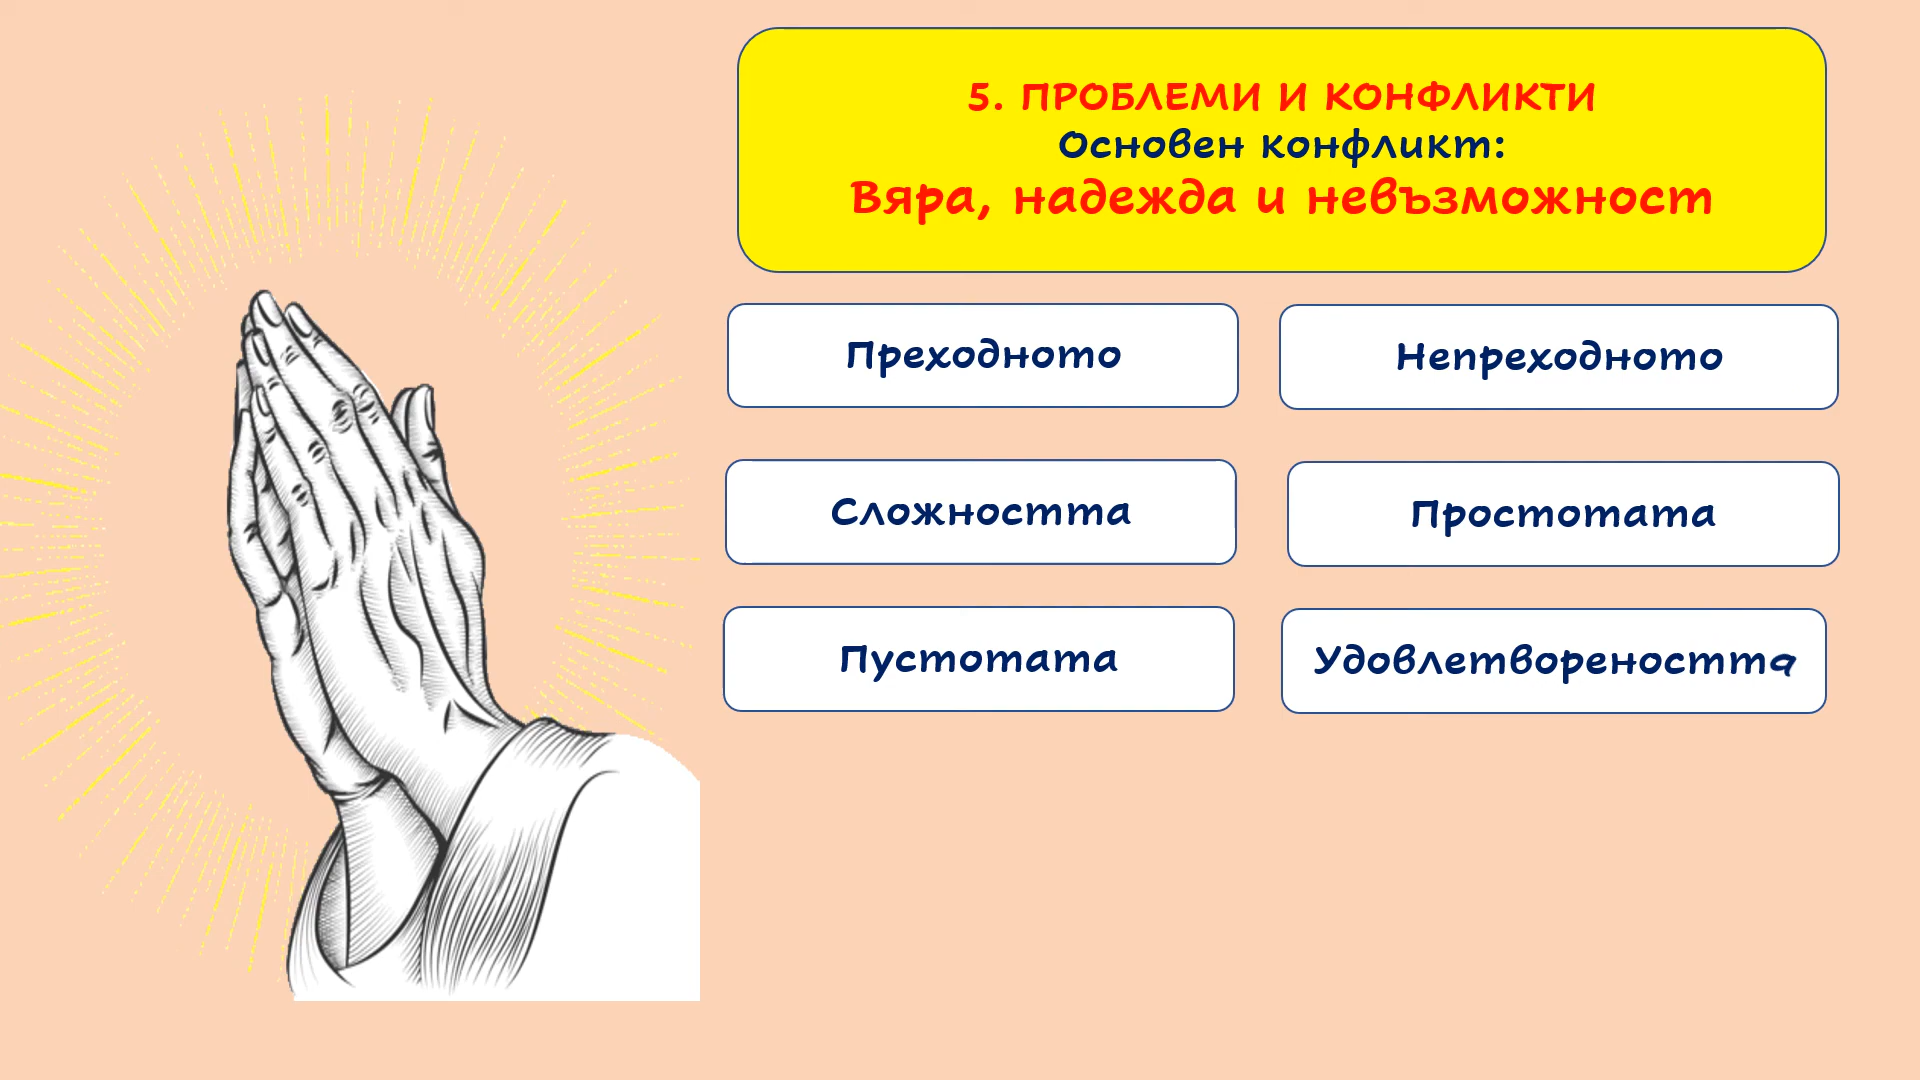 5. ПРОБЛЕМИ И КОНФЛИКТИ
Основен конфликт:
Вяра, надежда и невъзможност
Преходното
Непреходното
Сложността
Простотата
Пустотата
Удовлетвореността